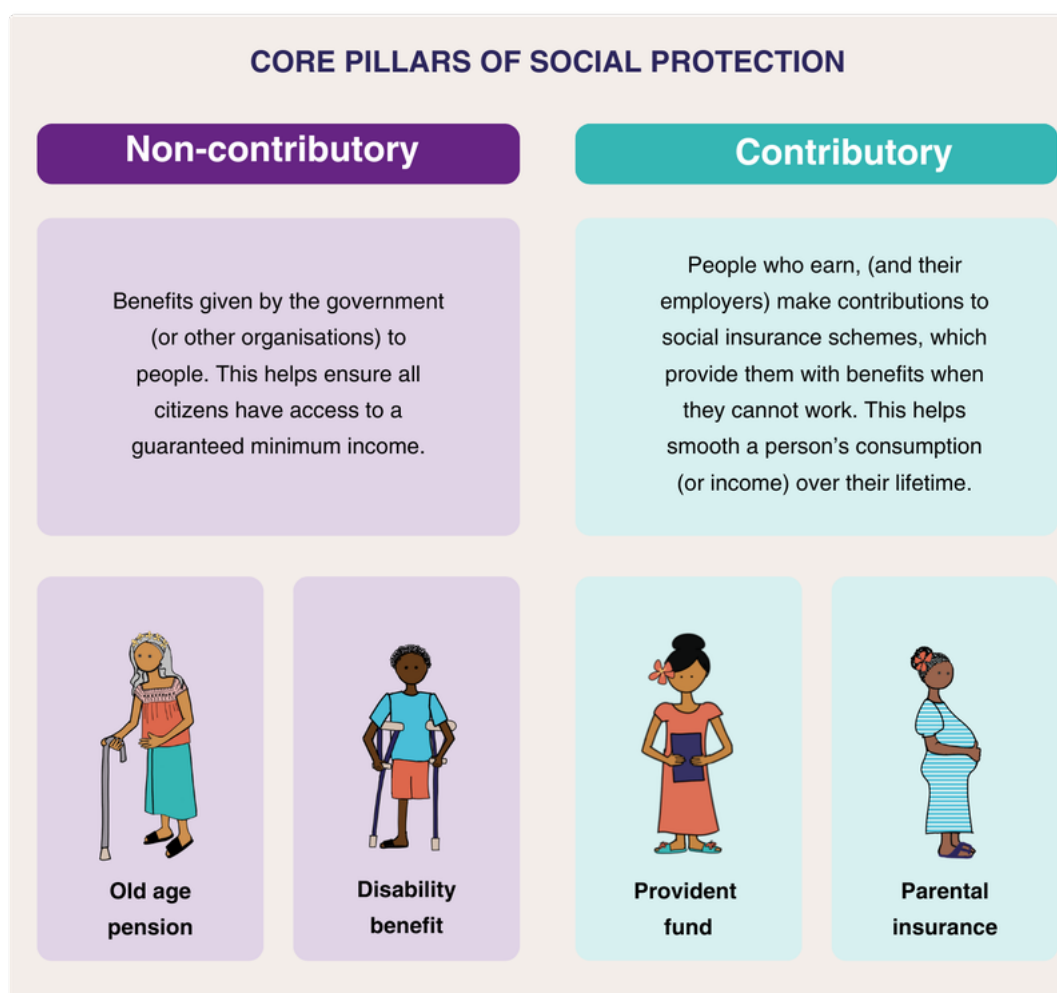 CORE PILLARS OF SOCIAL PROTECTION
Non-contributory
Benefits given by the government
(or other organisations) to
people. This helps ensure all
citizens have access to a
guaranteed minimum income.
Old age
pension
Disability
benefit
Contributory
People who earn, (and their
employers) make contributions to
social insurance schemes, which
provide them with benefits when
they cannot work. This helps
smooth a person's consumption
(or income) over their lifetime.
Provident
fund
Parental
insurance